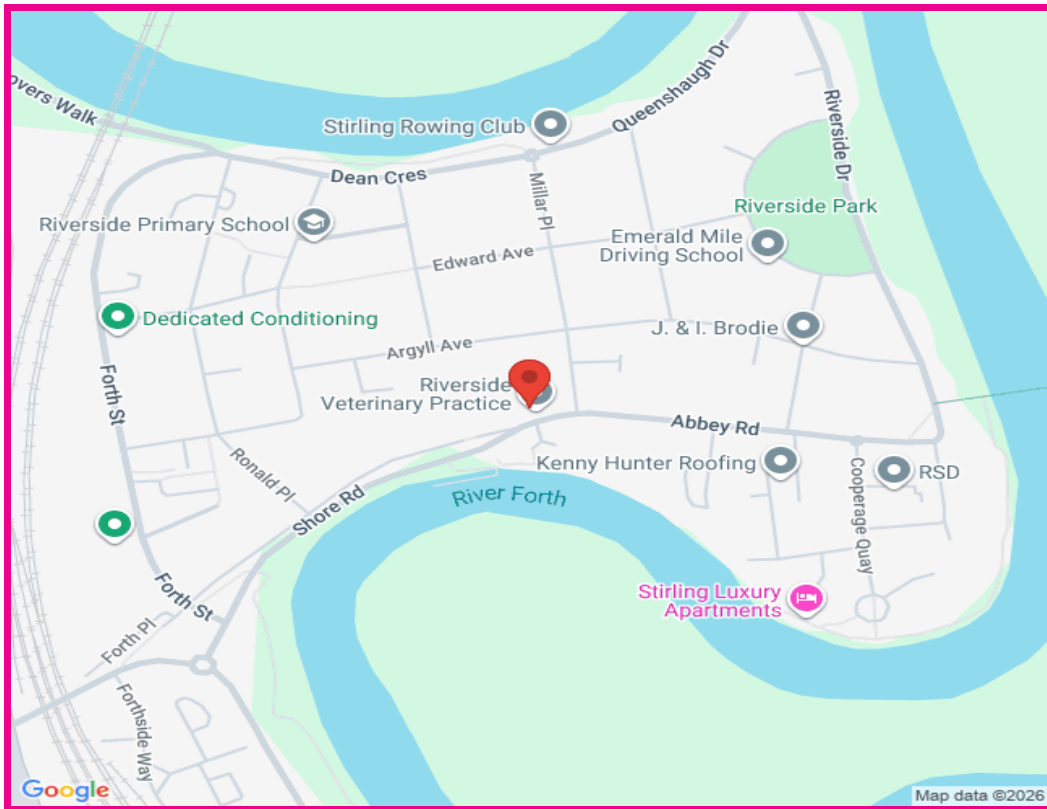 overs Walk
Stirling Rowing Club
Queenshaugh Dr
Riverside Dr
Dean Cres
Millar Pl
Riverside Park
Riverside Primary School
Emerald Mile
Driving School
Edward Ave
Dedicated Conditioning
J. & I. Brodie
Argyll Ave
Forth St
Riverside
Veterinary Practice
Abbey Rd
Ronald Pl
Kenny Hunter Roofing
RSD
Shore Rd
River Forth
Cooperage Quay
Forth St
Stirling Luxury
Apartments
Forth Pl
Forthside Way
Google
Map data ©2026